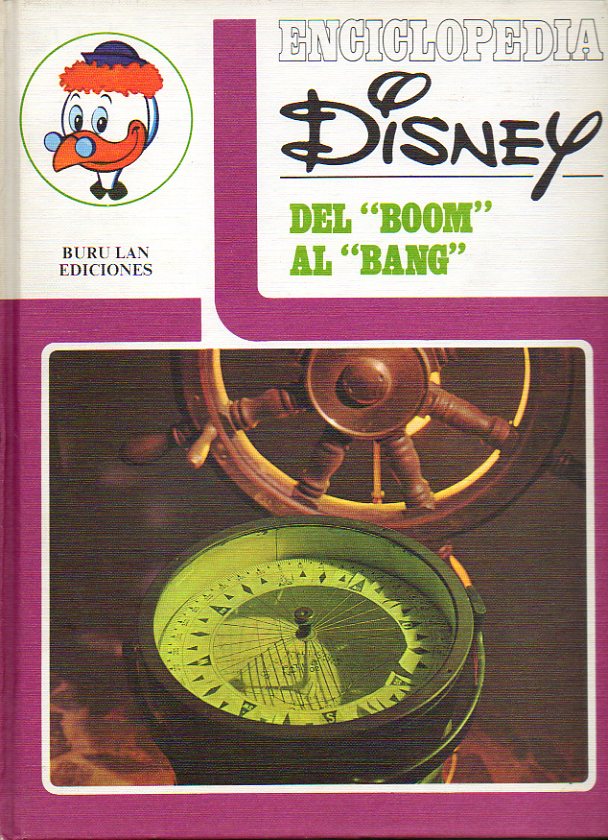 ENCICLOPEDIA
DISNEY
DEL "BOOM"
AL "BANG"
BURU LAN
EDICIONES